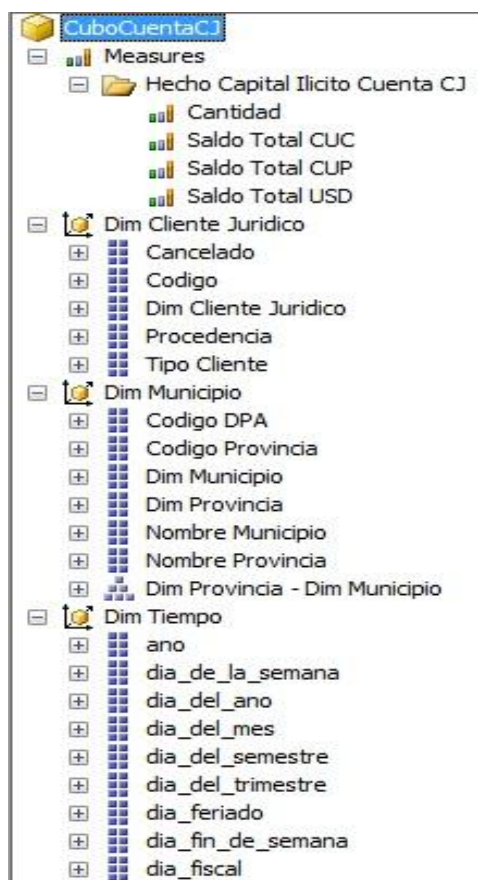 CuboCuentaCJ
Measures
Hecho Capital Ilicito Cuenta CJ
Cantidad
Saldo Total CUC
Saldo Total CUP
Saldo Total USD
Dim Cliente Juridico
Cancelado
Codigo
Dim Cliente Juridico
Procedencia
Tipo Cliente
Dim Municipio
Codigo DPA
Codigo Provincia
Dim Municipio
Dim Provincia
Nombre Municipio
Nombre Provincia
Dim Provincia - Dim Municipio
Dim Tiempo
ano
dia_de_la_semana
dia_del_ano
dia_del_mes
dia_del_semestre
dia_del_trimestre
dia_feriado
dia_fin_de_semana
dia_fiscal